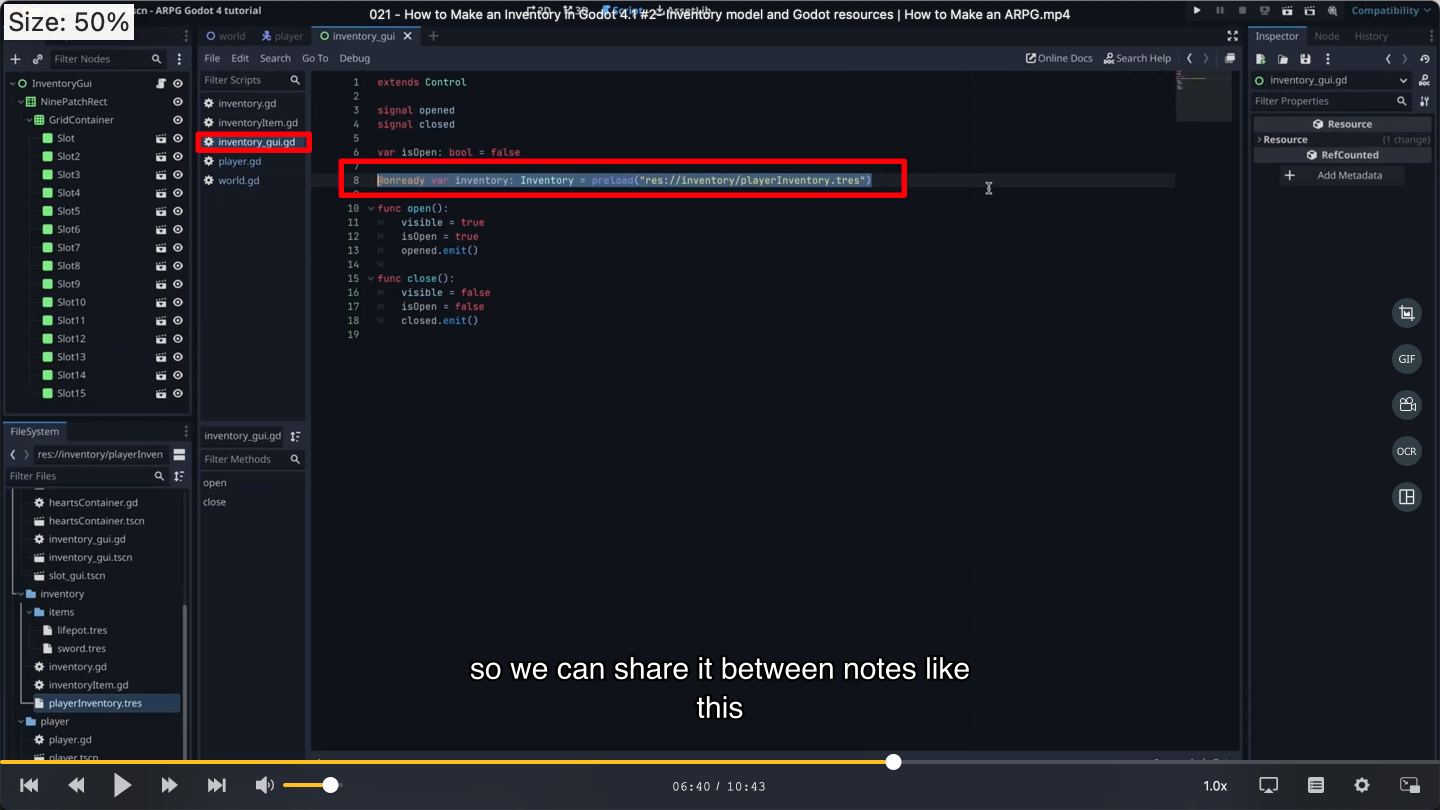 Size: 50%
tscn - ARPG Godot 4 tutorial
021 - How to Make an Inventory in Godot 4.1 #2- Inventory model and Godot resources | How to Make an ARPG.mp4
Compatibility
world
player
inventory_gui
Filter Nodes
InventoryGui
NinePatchRect
GridContainer
Slot
Slot2
Slot3
Slot4
Slot5
Slot6
Slot7
Slot8
Slot9
Slot10
Slot11
Slot12
Slot13
Slot14
Slot15
File Edit Search Go To Debug
Online Docs
Search Help
Filter Scripts
inventory.gd
inventoryItem.gd
inventory_gui.gd
player.gd
world.gd
1 extends Control
2
3 signal opened
4 signal closed
5
6 var isOpen: bool = false
7
8 @onready var inventory: Inventory = preload("res://inventory/playerInventory.tres")
10 func open():
11 visible = true
12 isOpen = true
13 opened.emit()
14
15 func close():
16 visible = false
17 isOpen = false
18 closed.emit()
19
inventory_gui.gd
Filter Methods
open
close
FileSystem
res://inventory/playerInven
Filter Files
heartsContainer.gd
heartsContainer.tscn
inventory_gui.gd
inventory_gui.tscn
slot_gui.tscn
inventory
items
lifepot.tres
sword.tres
inventory.gd
inventoryItem.gd
playerInventory.tres
player
player.gd
player.tscn
Inspector Node History
inventory_gui.gd
Filter Properties
Resource
Resource (1 change)
RefCounted
Add Metadata
GIF
OCR
so we can share it between notes like
this
06:40 / 10:43
1.0x